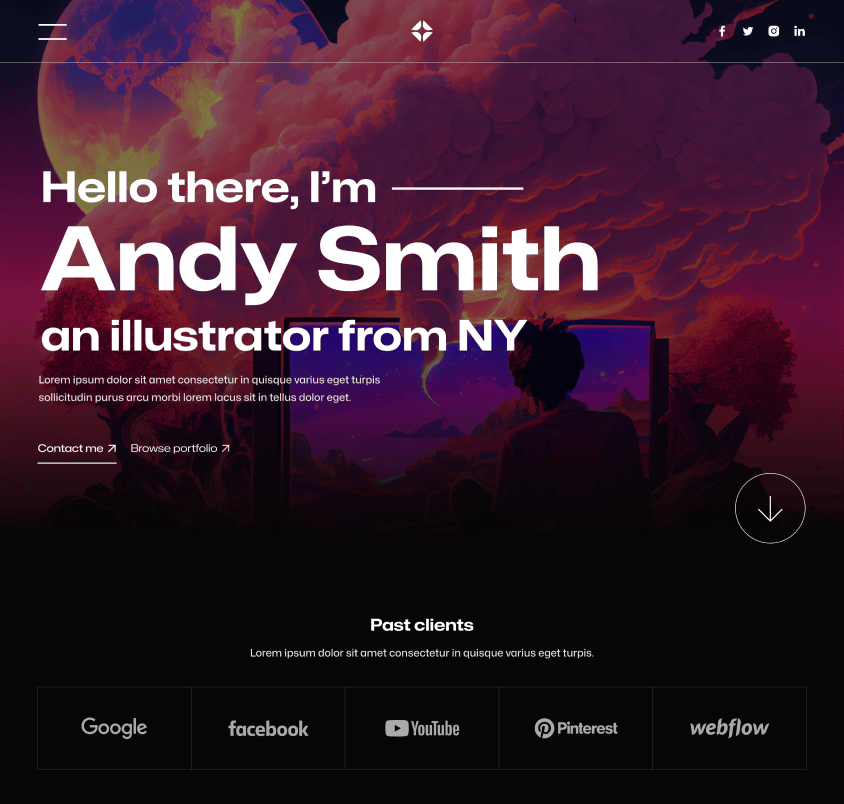 Hello there, I'm
Andy Smith
an illustrator from NY
Lorem ipsum dolor sit amet consectetur in quisque varius eget turpis
sollicitudin purus arcu morbi lorem lacus sit in tellus dolor eget.
Contact me Browse portfolio
Past clients
Lorem ipsum dolor sit amet consectetur in quisque varius eget turpis.
Google facebook YouTube Pinterest webflow